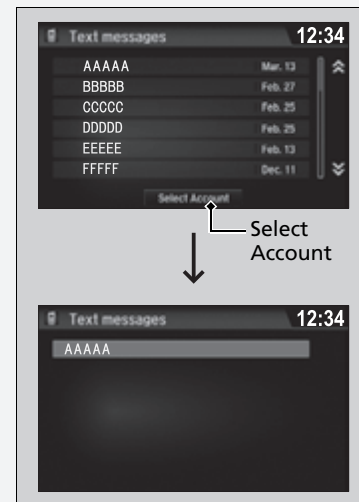 Text messages 12:34
AAAAA Mar. 13
BBBBB Feb. 27
CCCCC Feb. 25
DDDDD Feb. 25
EEEEE Feb. 13
FFFFF Dec. 11
Select Account
Select
Account
Text messages 12:34
AAAAA